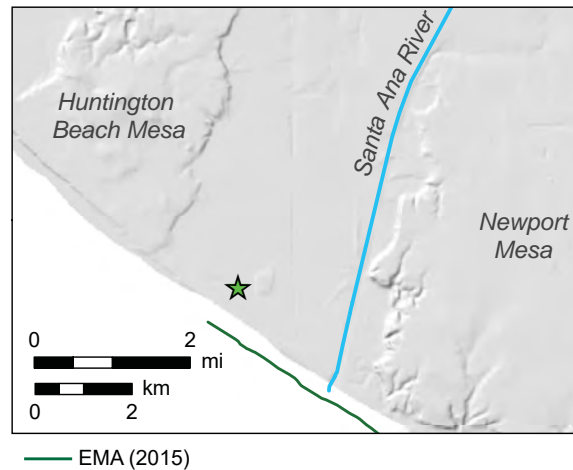 Huntington
Beach Mesa
Santa Ana River
Newport
Mesa
0 2
mi
km
0 2
EMA (2015)